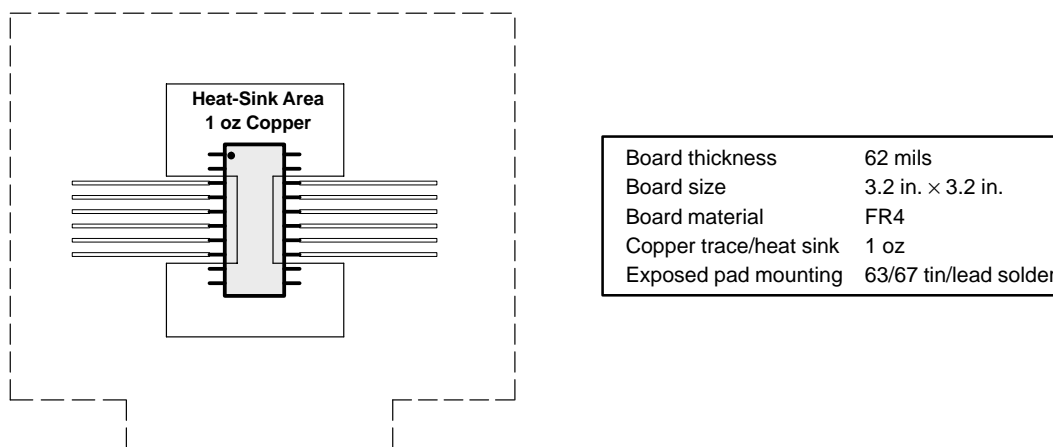 Heat-Sink Area
1 oz Copper
Board thickness 62 mils
Board size 3.2 in. × 3.2 in.
Board material FR4
Copper trace/heat sink 1 oz
Exposed pad mounting 63/67 tin/lead solder